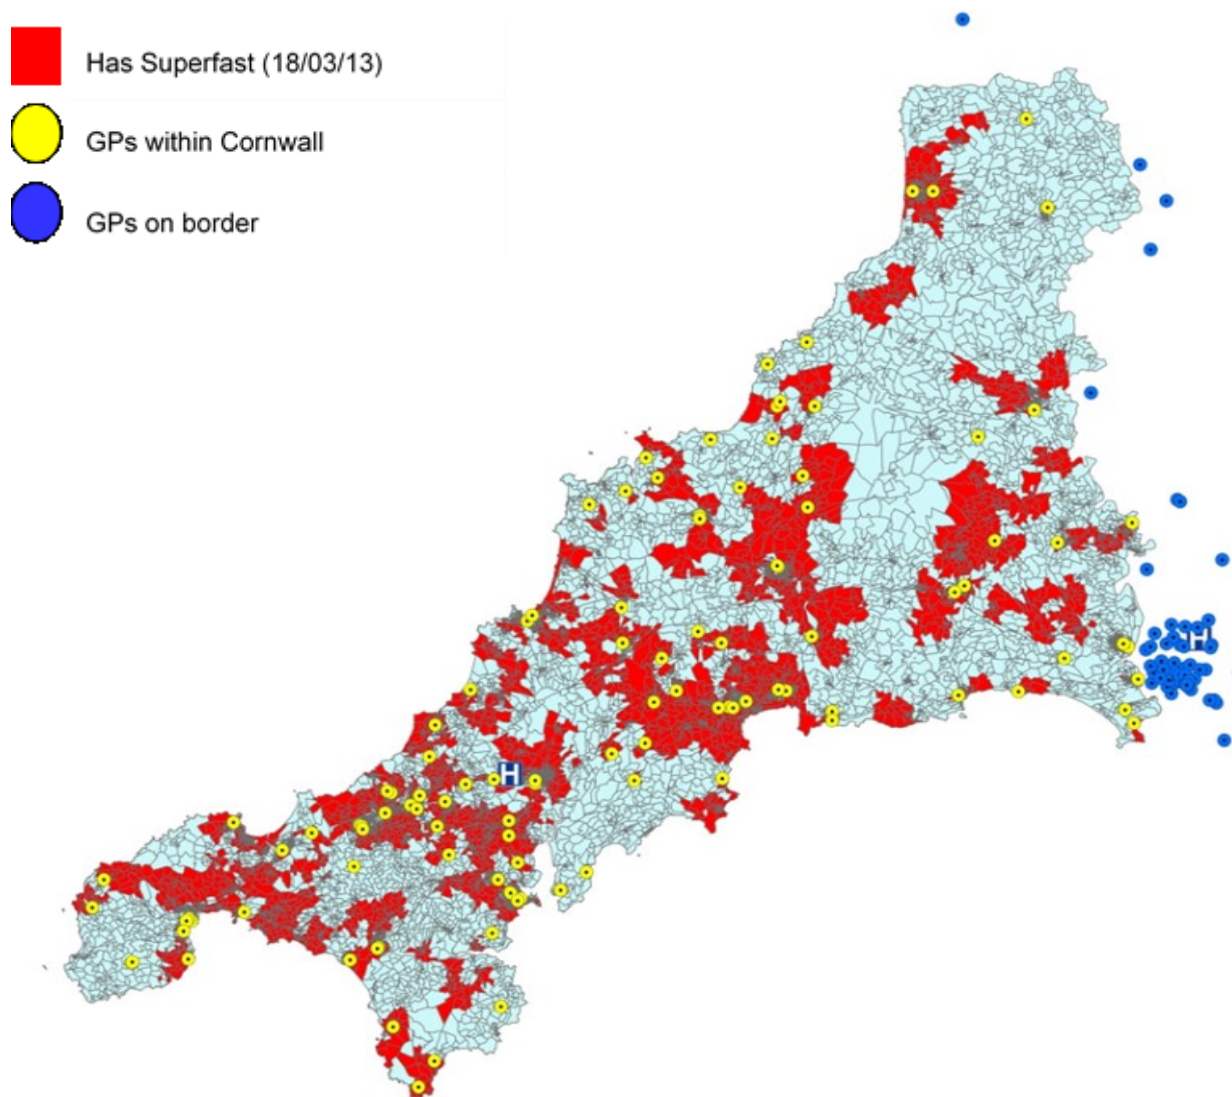 Has Superfast (18/03/13)
GPs within Cornwall
GPs on border
H
H